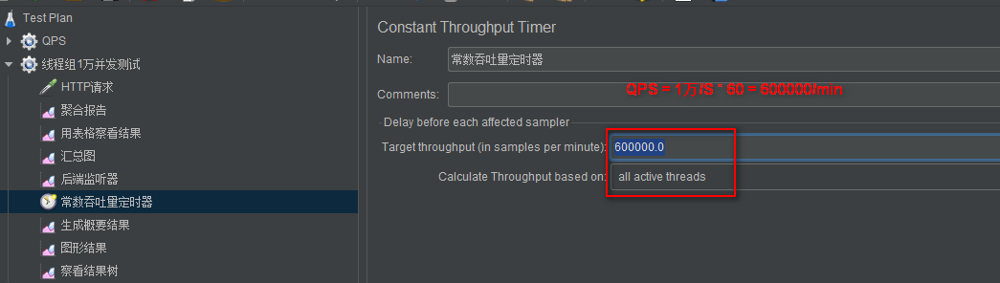 Test Plan
QPS
线程组1万并发测试
HTTP请求
聚合报告
用表格察看结果
汇总图
后端监听器
常数吞吐量定时器
生成概要结果
图形结果
察看结果树
Constant Throughput Timer
Name: 常数吞吐量定时器
Comments:
QPS = 1万/S * 60 = 600000/min
Delay before each affected sampler
Target throughput (in samples per minute): 600000.0
Calculate Throughput based on: all active threads